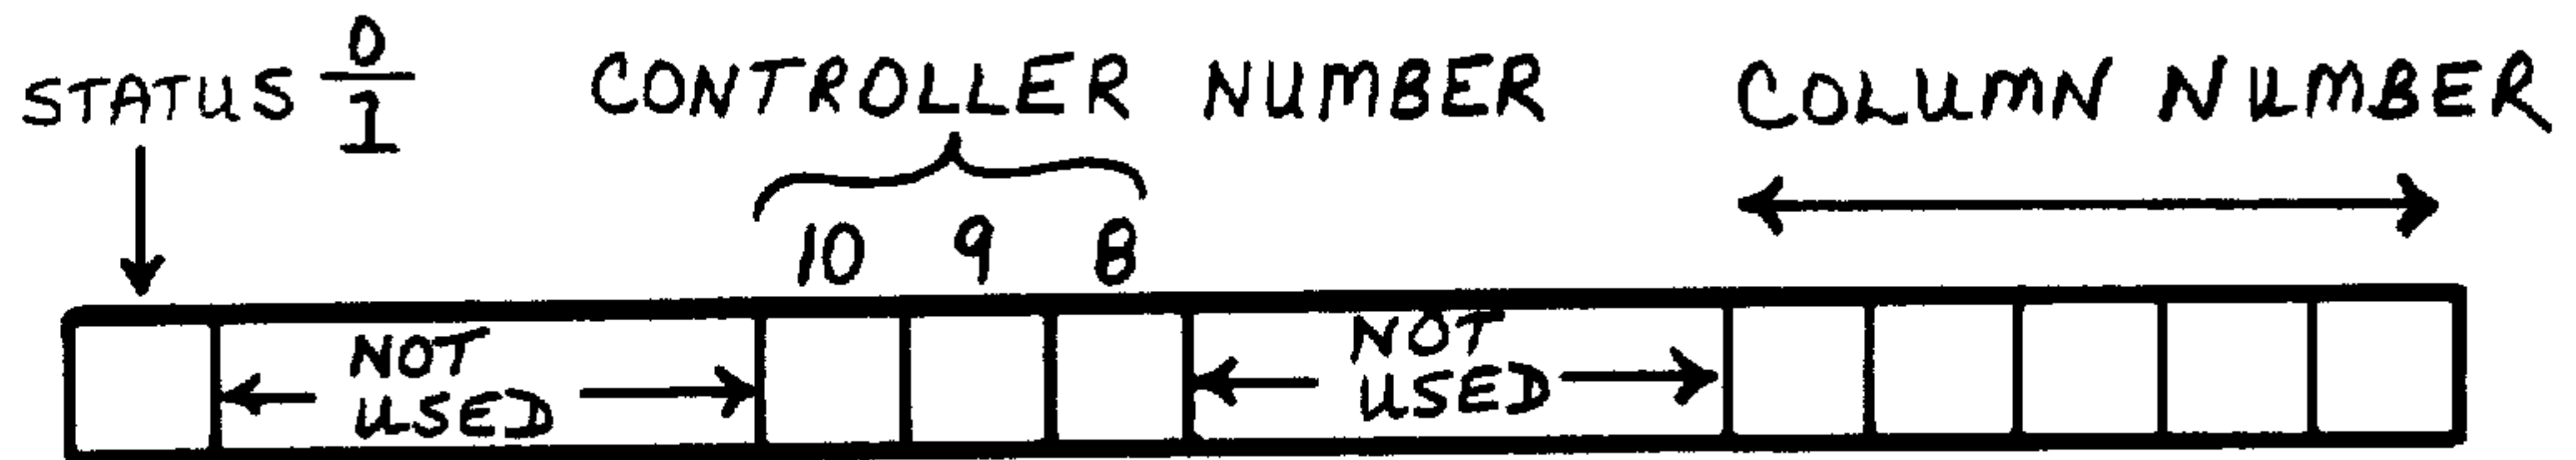 STATUS 0/1 CONTROLLER NUMBER COLUMN NUMBER
10 9 8
NOT USED NOT USED